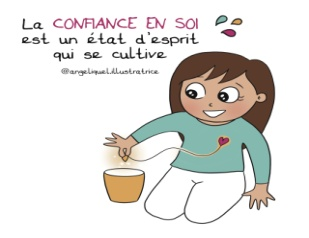 La CONFIANCE EN SOI
est un état d'esprit
qui se cultive
@angeliquel.illustratrice